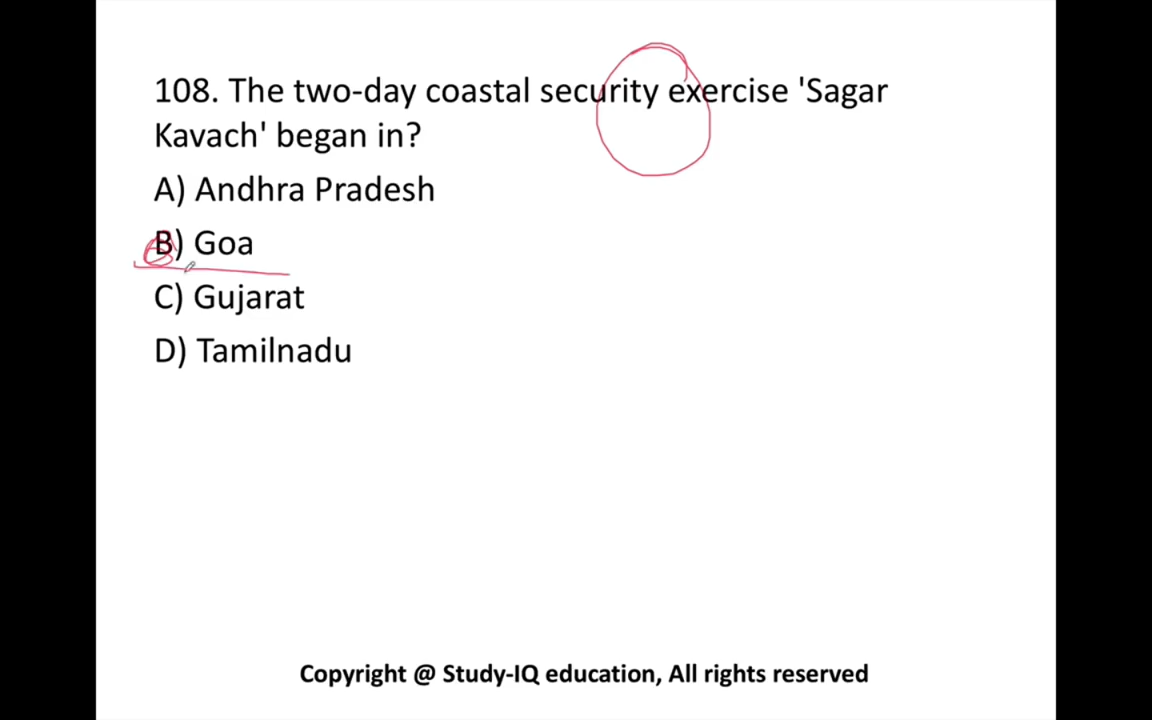 108. The two-day coastal security exercise 'Sagar
Kavach' began in?
A) Andhra Pradesh
B) Goa
C) Gujarat
D) Tamilnadu
Copyright @ Study-IQ education, All rights reserved